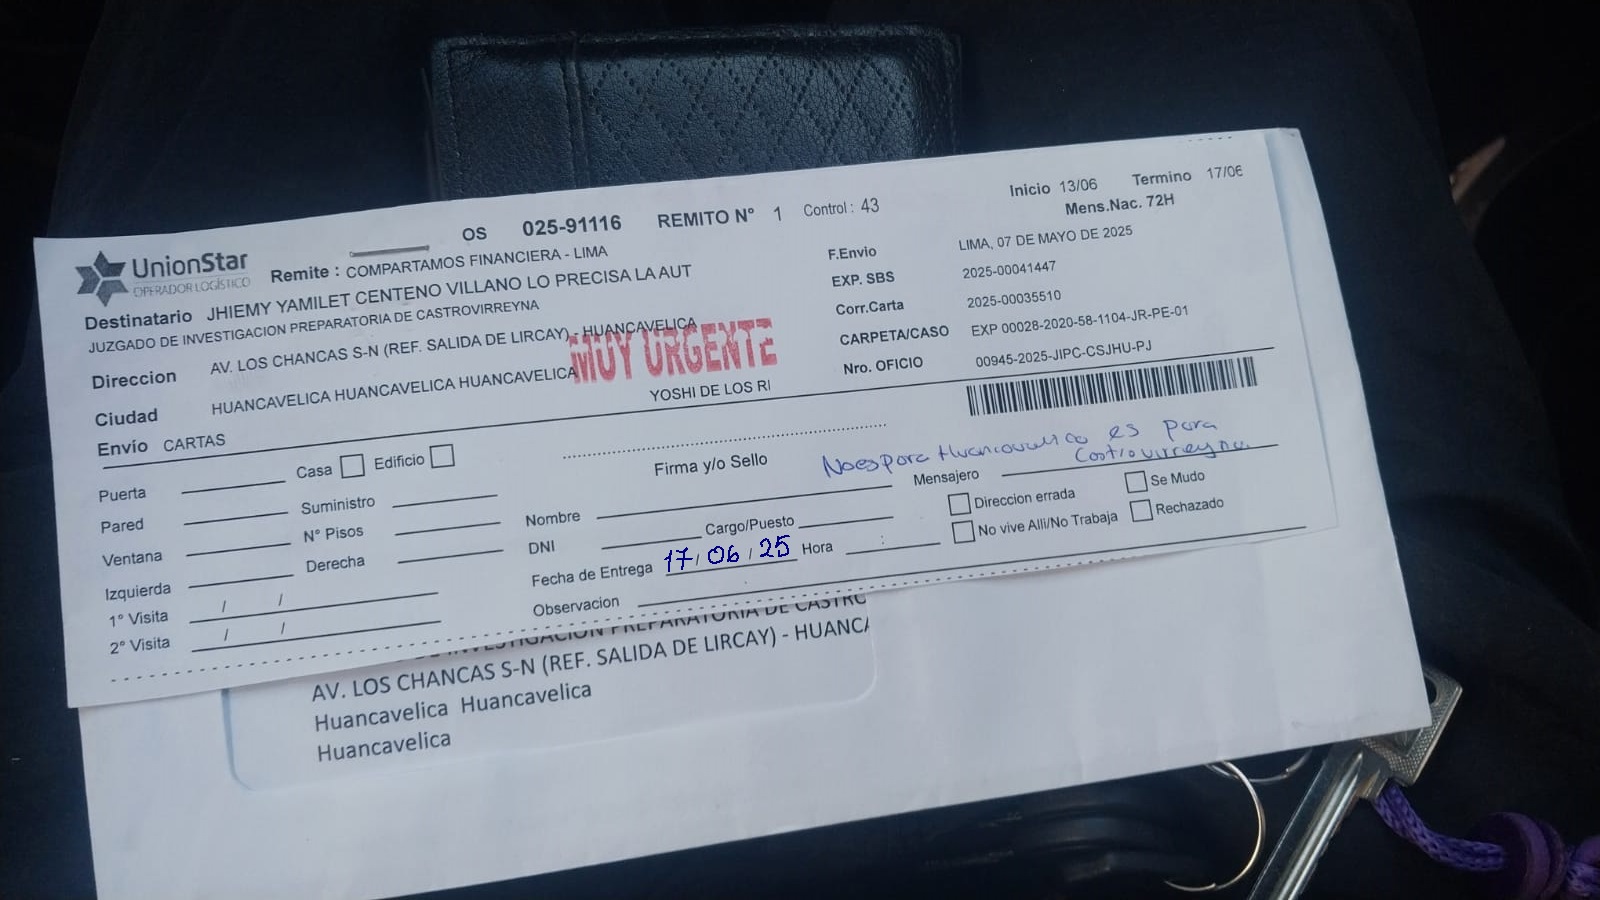 OS 025-91116 REMITO N° 1 Control : 43
Inicio 13/06 Termino 17/06
Mens.Nac. 72H
UnionStar
OPERADOR LOGÍSTICO
Remite : COMPARTAMOS FINANCIERA - LIMA
Destinatario JHIEMY YAMILET CENTENO VILLANO LO PRECISA LA AUT
JUZGADO DE INVESTIGACION PREPARATORIA DE CASTROVIRREYNA
Direccion AV. LOS CHANCAS S-N (REF. SALIDA DE LIRCAY) - HUANCAVELICA
Ciudad HUANCAVELICA HUANCAVELICA HUANCAVELICA
MUY URGENTE
Envío CARTAS
YOSHI DE LOS RI
F.Envio LIMA, 07 DE MAYO DE 2025
EXP. SBS 2025-00041447
Corr.Carta 2025-00035510
CARPETA/CASO EXP 00028-2020-58-1104-JR-PE-01
Nro. OFICIO 00945-2025-JIPC-CSJHU-PJ
Puerta
Casa Edificio
Pared
Suministro
Ventana
N° Pisos
Izquierda
Derecha
1° Visita / /
2° Visita / /
Firma y/o Sello
Nombre
DNI Cargo/Puesto
Fecha de Entrega 17/06/25 Hora :
Observacion
No es para Huancavelica es para
Castrovirreyna
Mensajero
Direccion errada Se Mudo
No vive Alli/No Trabaja Rechazado
DE INVESTIGACION PREPARATORIA DE CASTRO
AV. LOS CHANCAS S-N (REF. SALIDA DE LIRCAY) - HUANCA
Huancavelica Huancavelica
Huancavelica